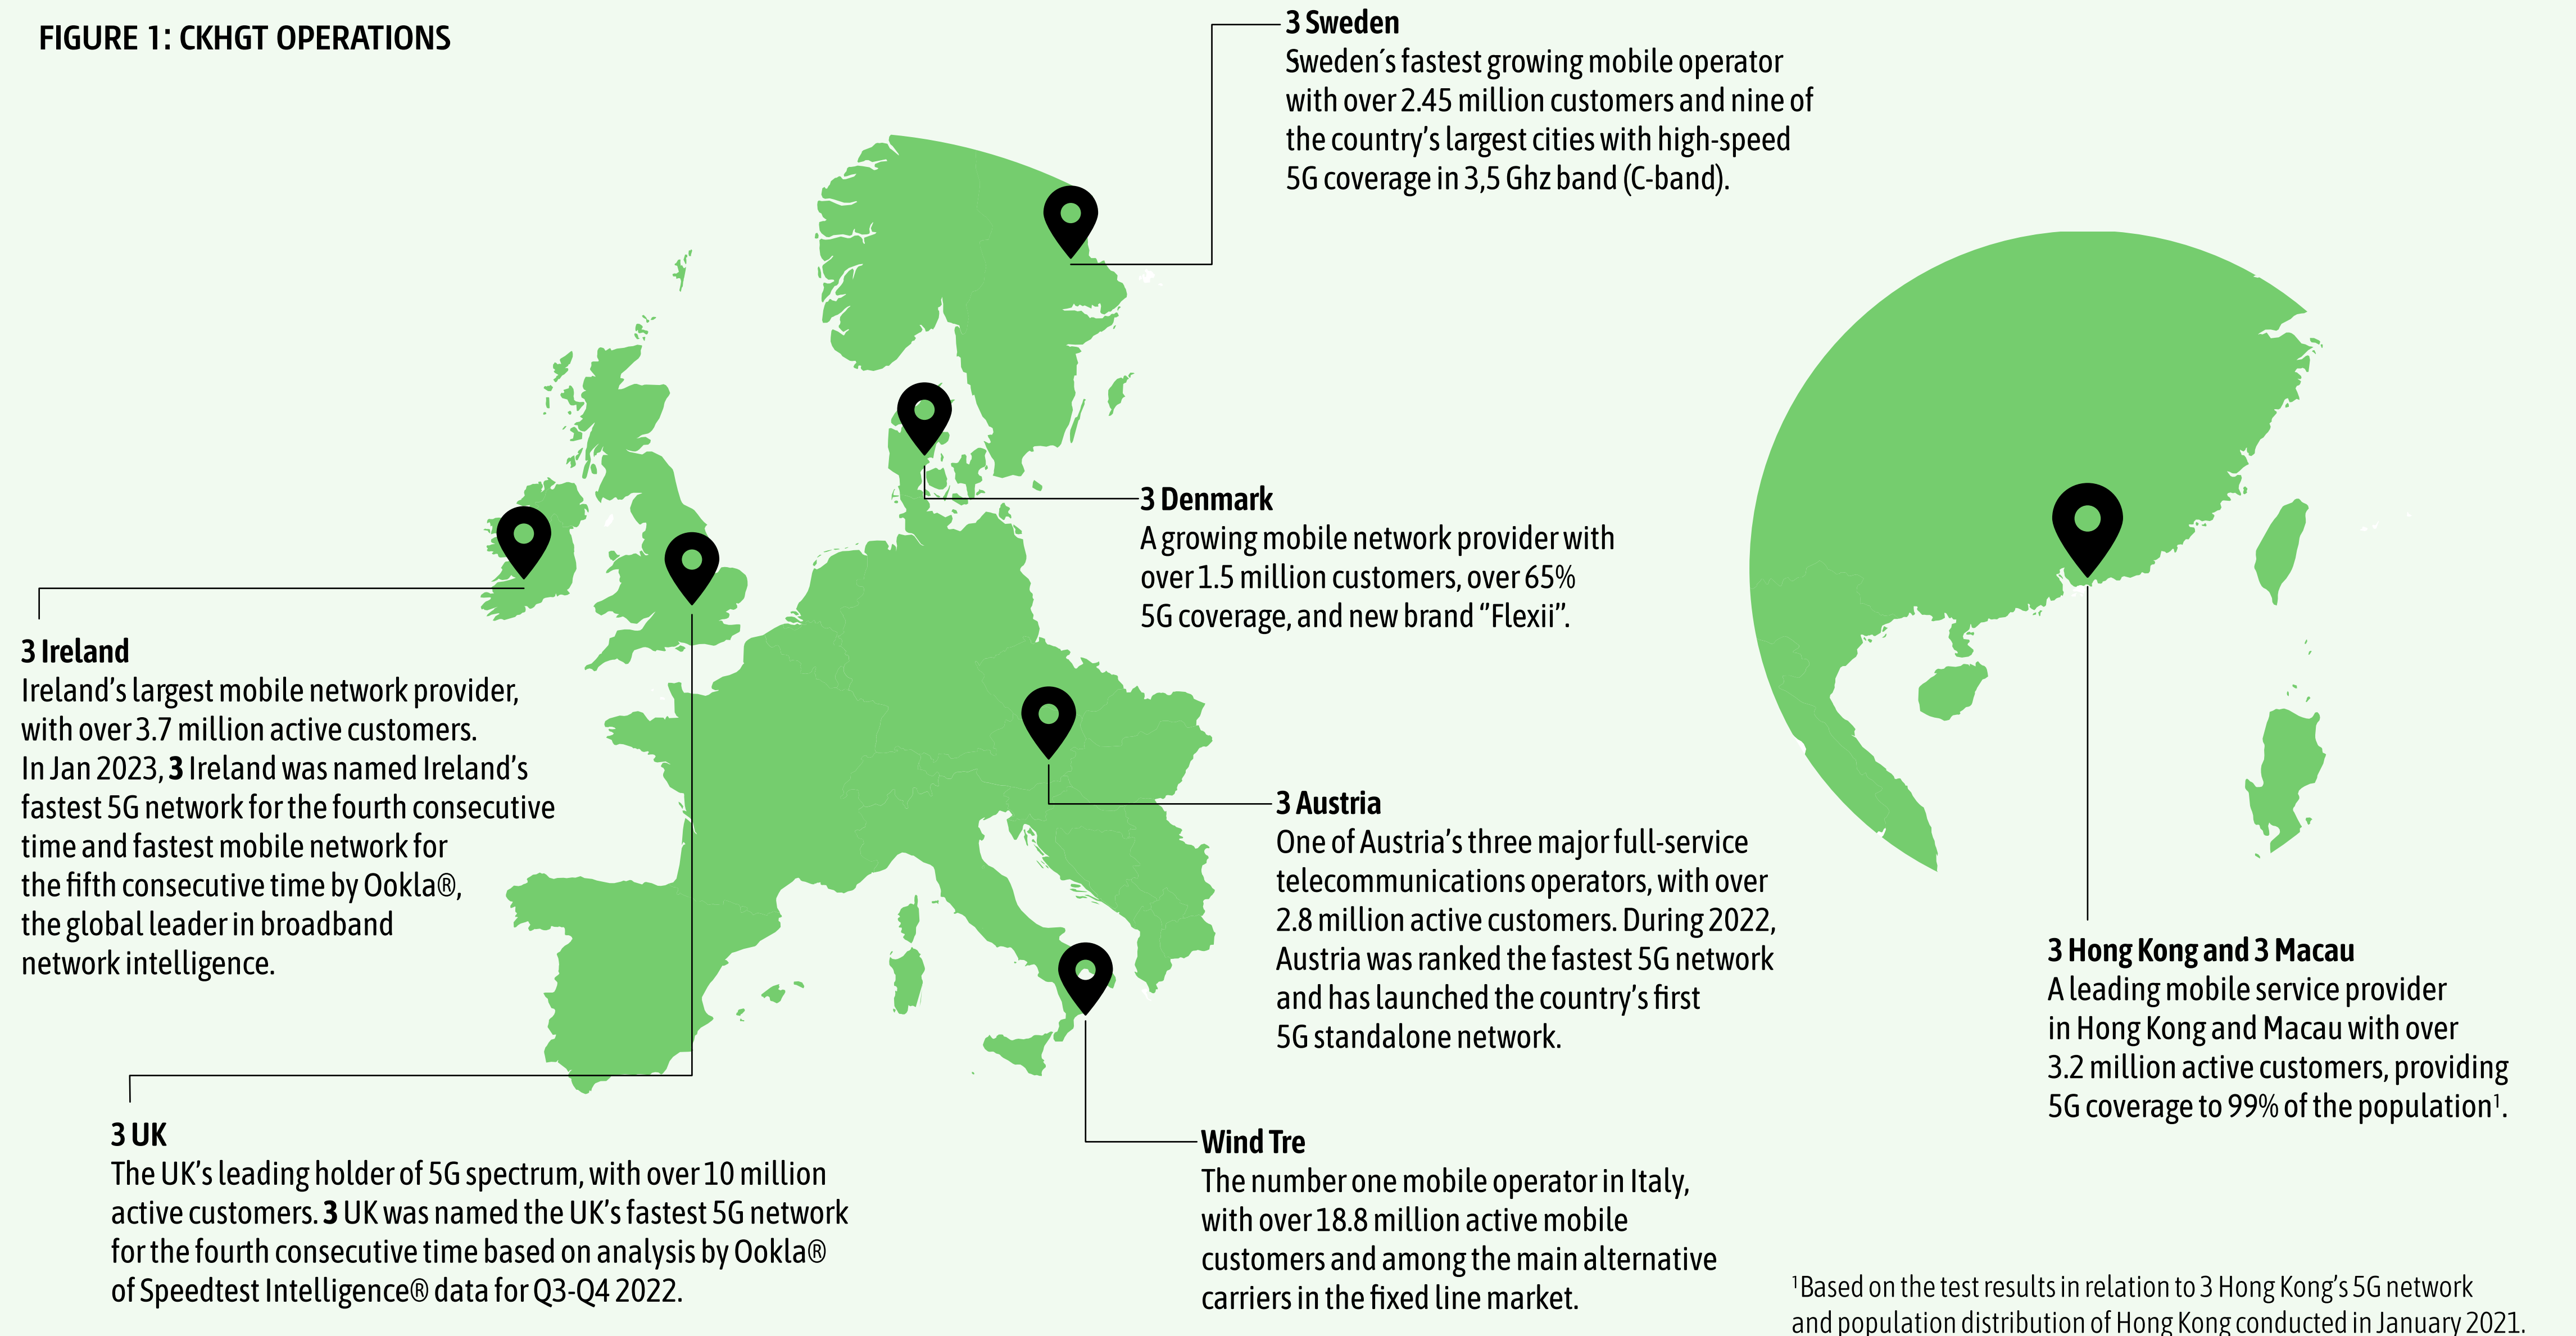 FIGURE 1: CKHGT OPERATIONS
3 Sweden
Sweden´s fastest growing mobile operator
with over 2.45 million customers and nine of
the country’s largest cities with high-speed
5G coverage in 3,5 Ghz band (C-band).
3 Denmark
A growing mobile network provider with
over 1.5 million customers, over 65%
5G coverage, and new brand “Flexii”.
3 Ireland
Ireland’s largest mobile network provider,
with over 3.7 million active customers.
In Jan 2023, 3 Ireland was named Ireland’s
fastest 5G network for the fourth consecutive
time and fastest mobile network for
the fifth consecutive time by Ookla®,
the global leader in broadband
network intelligence.
3 Austria
One of Austria’s three major full-service
telecommunications operators, with over
2.8 million active customers. During 2022,
Austria was ranked the fastest 5G network
and has launched the country’s first
5G standalone network.
3 Hong Kong and 3 Macau
A leading mobile service provider
in Hong Kong and Macau with over
3.2 million active customers, providing
5G coverage to 99% of the population¹.
3 UK
The UK’s leading holder of 5G spectrum, with over 10 million
active customers. 3 UK was named the UK’s fastest 5G network
for the fourth consecutive time based on analysis by Ookla®
of Speedtest Intelligence® data for Q3-Q4 2022.
Wind Tre
The number one mobile operator in Italy,
with over 18.8 million active mobile
customers and among the main alternative
carriers in the fixed line market.
¹Based on the test results in relation to 3 Hong Kong’s 5G network
and population distribution of Hong Kong conducted in January 2021.